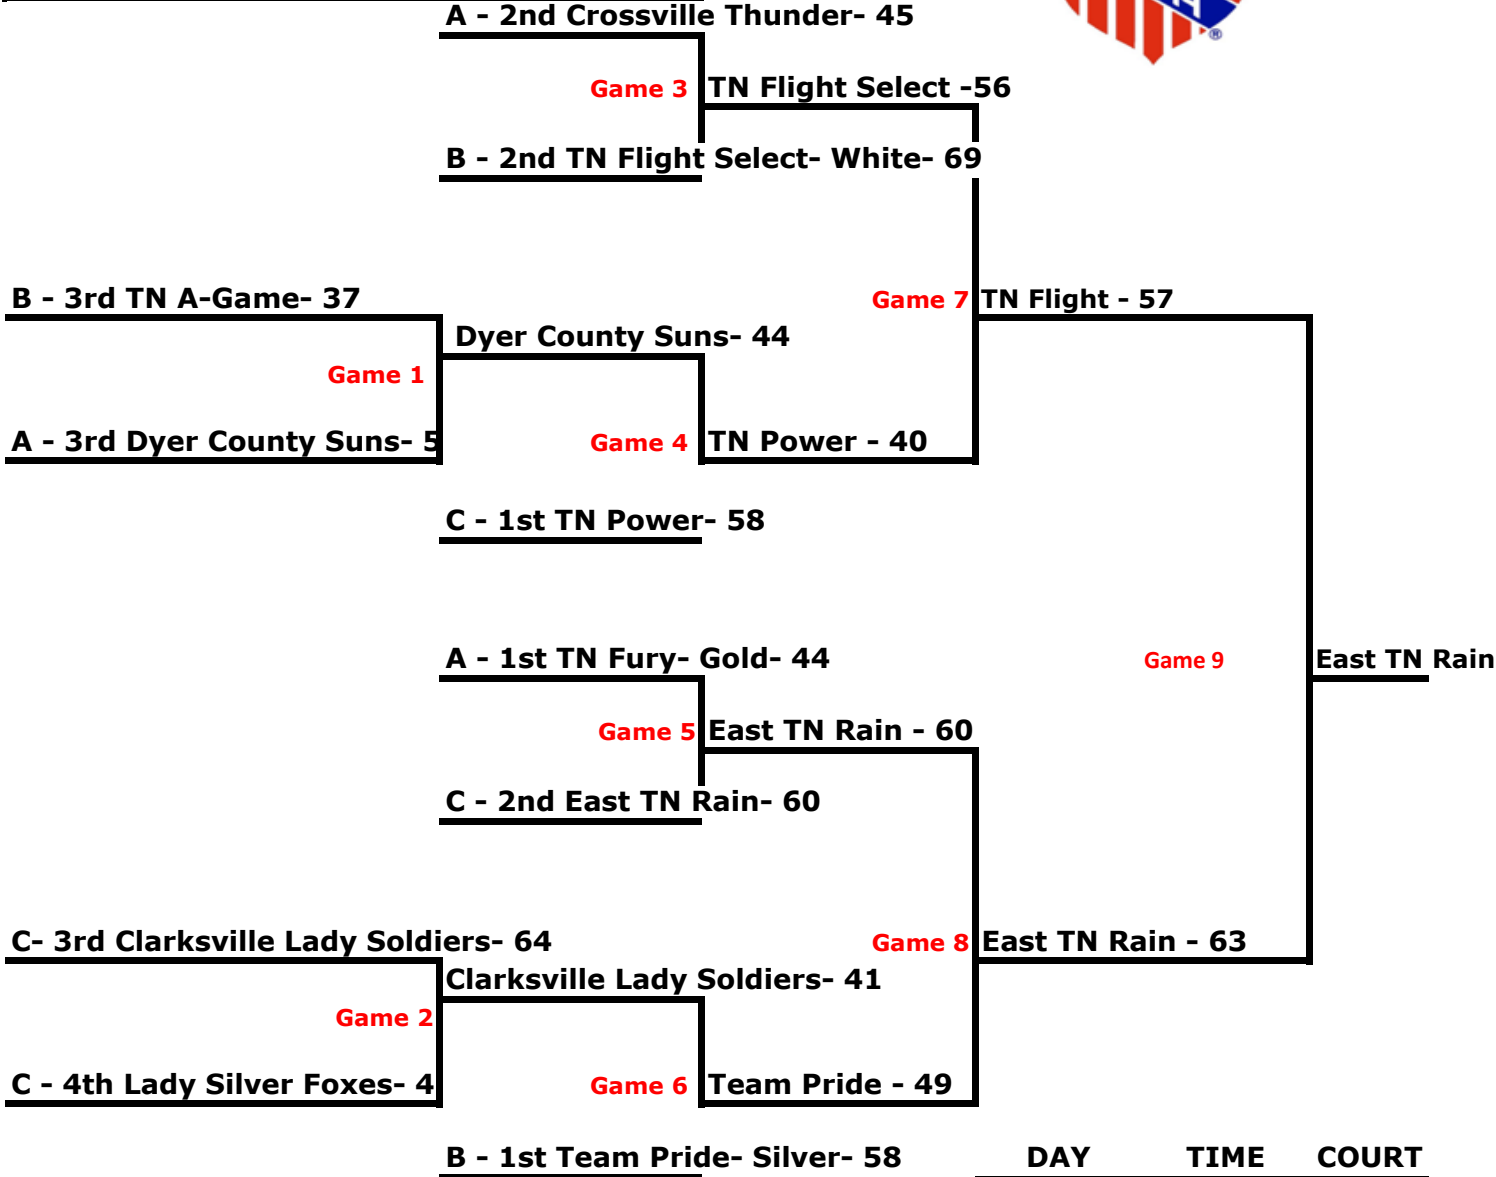 A - 2nd Crossville Thunder- 45
Game 3 TN Flight Select -56
B - 2nd TN Flight Select- White- 69
B - 3rd TN A-Game- 37
Game 7 TN Flight - 57
Dyer County Suns- 44
Game 1
A - 3rd Dyer County Suns- 5
Game 4 TN Power - 40
C - 1st TN Power- 58
A - 1st TN Fury- Gold- 44
Game 9 East TN Rain
Game 5 East TN Rain - 60
C - 2nd East TN Rain- 60
C- 3rd Clarksville Lady Soldiers- 64
Game 8 East TN Rain - 63
Clarksville Lady Soldiers- 41
Game 2
C - 4th Lady Silver Foxes- 4
Game 6 Team Pride - 49
B - 1st Team Pride- Silver- 58
DAY TIME COURT